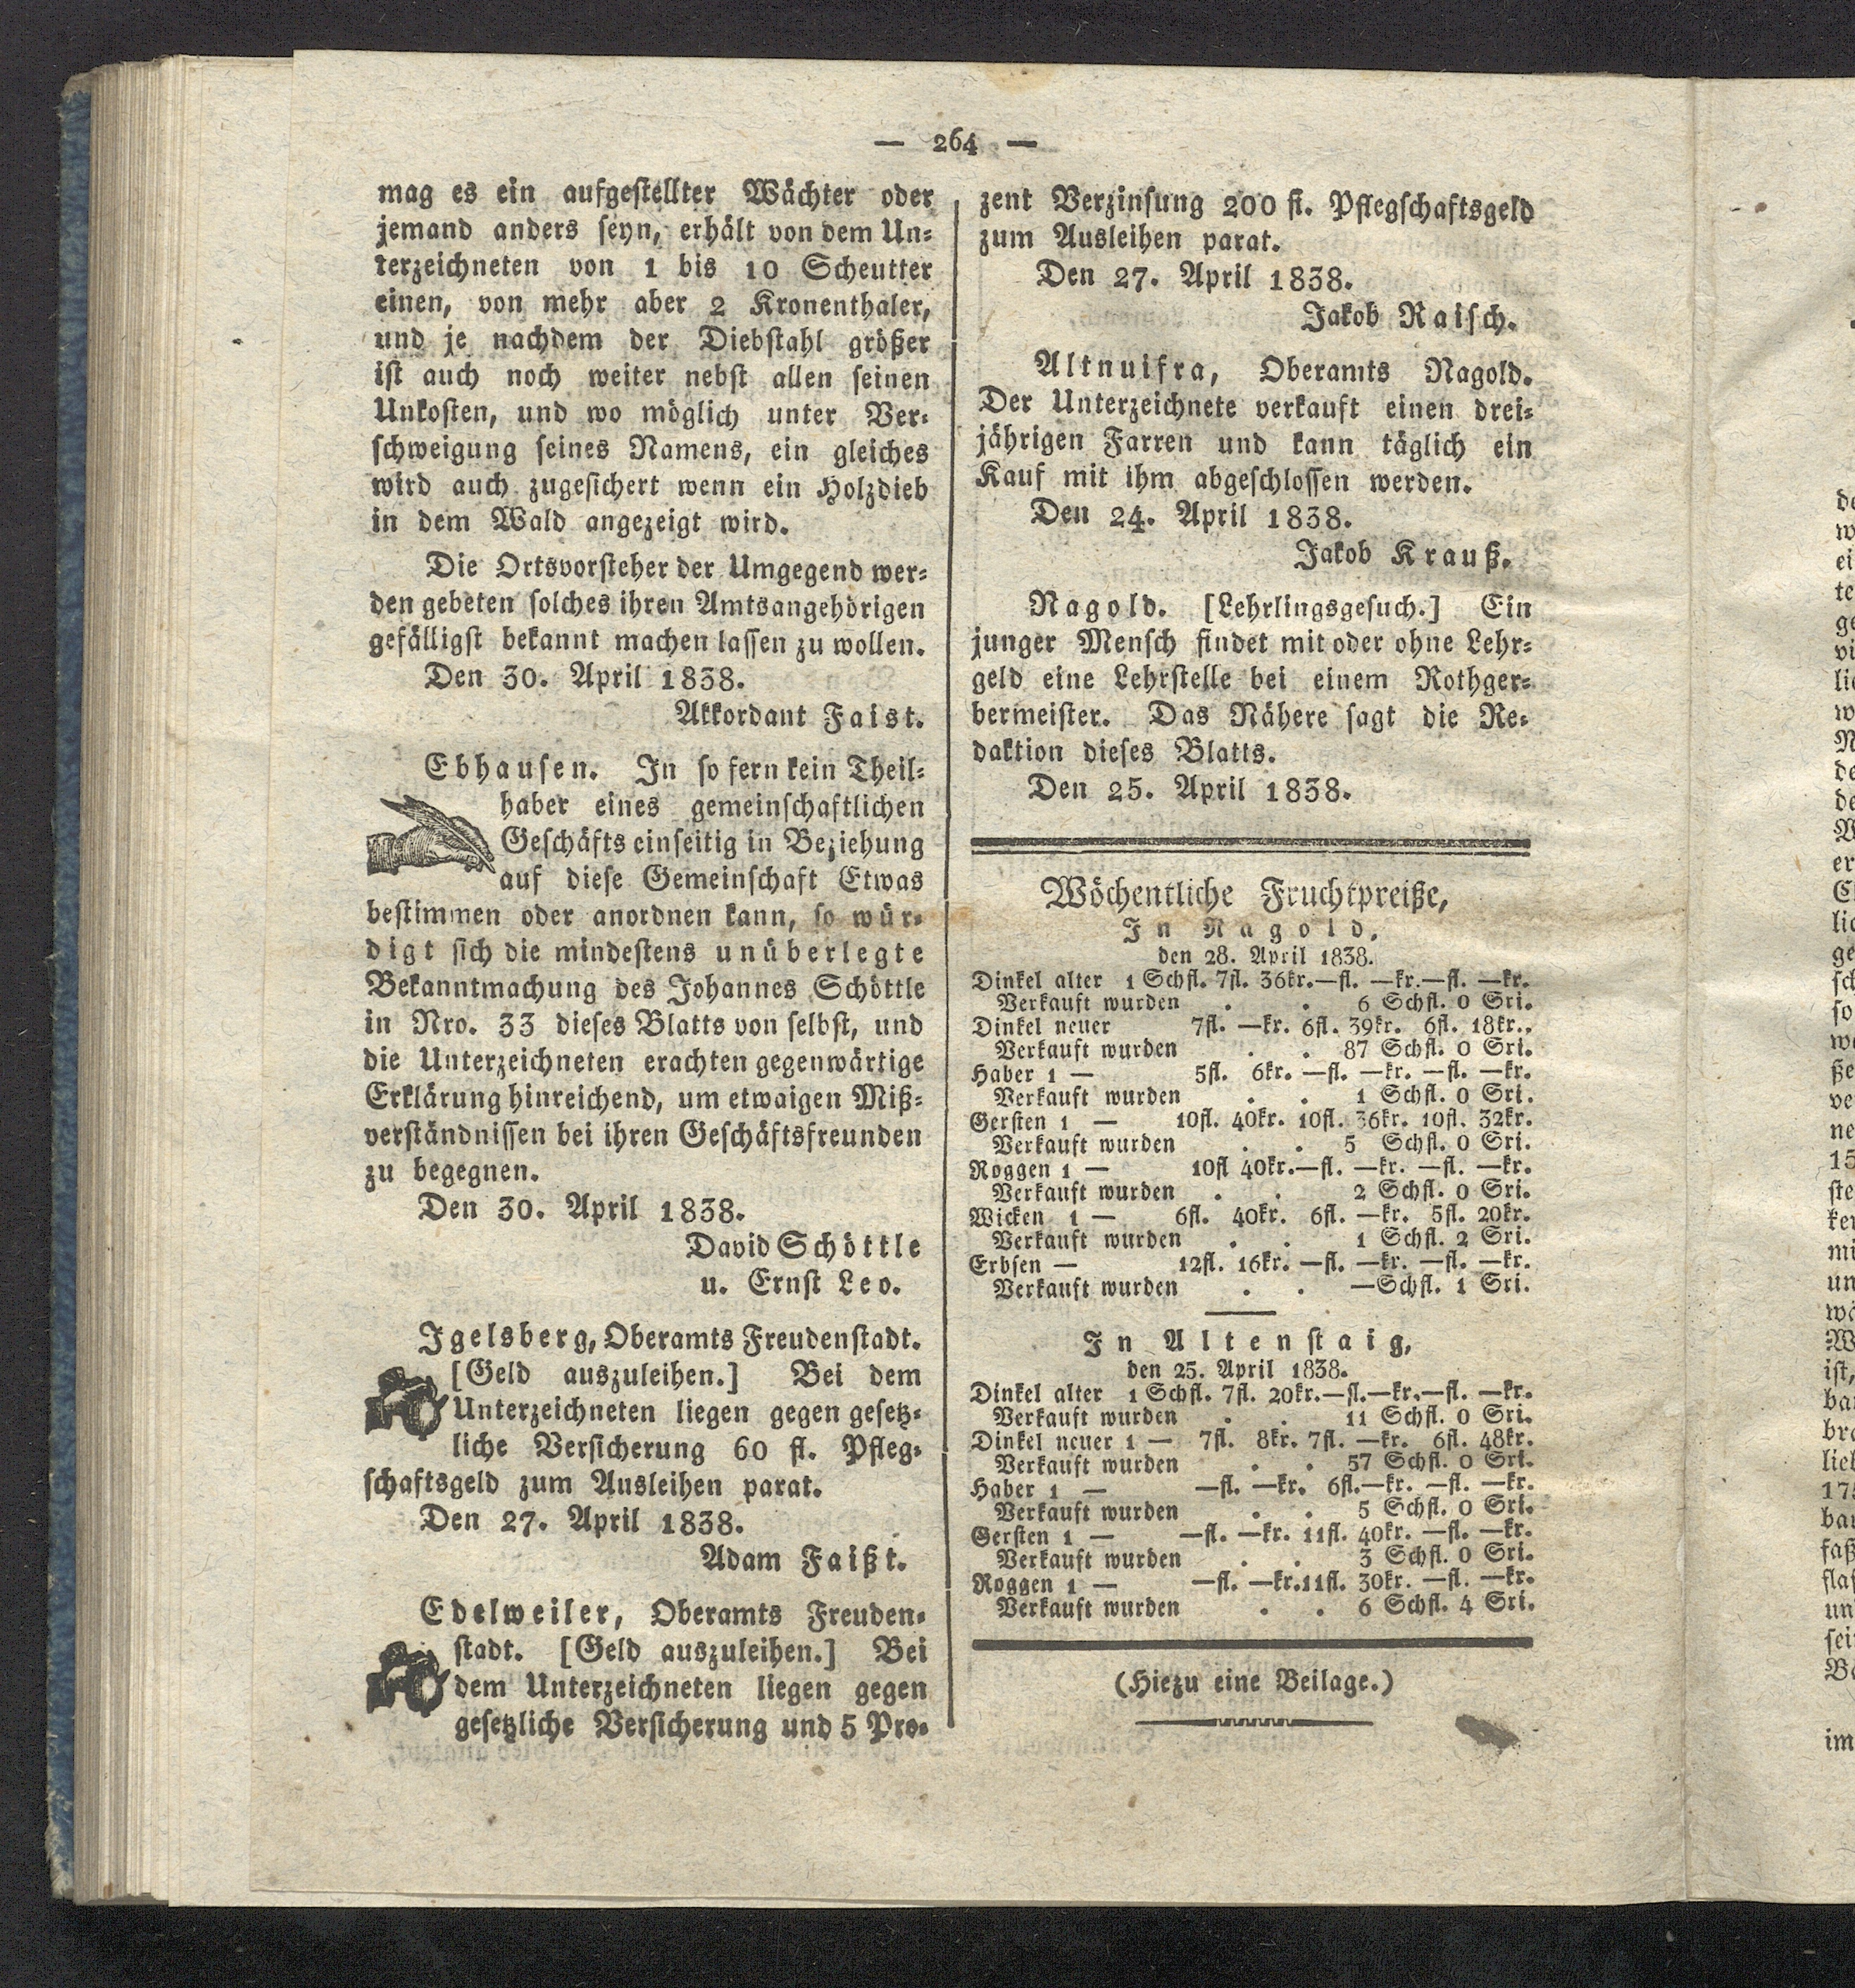 — 264 —
mag es ein aufgestellter Wächter oder
jemand anders seyn, erhält von dem Un-
terzeichneten von 1 bis 10 Scheutter
einen, von mehr aber 2 Kronenthaler,
und je nachdem der Diebstahl größer
ist auch noch weiter nebst allen seinen
Unkosten, und wo möglich unter Ver-
schweigung seines Namens, ein gleiches
wird auch zugesichert wenn ein Holzdieb
in dem Wald angezeigt wird.
Die Ortsvorsteher der Umgegend wer-
den gebeten solches ihren Amtsangehörigen
gefälligst bekannt machen lassen zu wollen.
Den 30. April 1838.
Akkordant Faist.
Ebhausen. In so fern kein Theil-
haber eines gemeinschaftlichen
Geschäfts einseitig in Beziehung
auf diese Gemeinschaft Etwas
bestimmen oder anordnen kann, so wür-
digt sich die mindestens unüberlegte
Bekanntmachung des Johannes Schöttle
in Nro. 33 dieses Blatts von selbst, und
die Unterzeichneten erachten gegenwärtige
Erklärung hinreichend, um etwaigen Miß-
verständnissen bei ihren Geschäftsfreunden
zu begegnen.
Den 30. April 1838.
David Schöttle
u. Ernst Leo.
Igelsberg, Oberamts Freudenstadt.
[Geld auszuleihen.] Bei dem
Unterzeichneten liegen gegen gesetz-
liche Versicherung 60 fl. Pfleg-
schaftsgeld zum Ausleihen parat.
Den 27. April 1838.
Adam Faißt.
Edelweiler, Oberamts Freuden-
stadt. [Geld auszuleihen.] Bei
dem Unterzeichneten liegen gegen
gesetzliche Versicherung und 5 Pro-
zent Verzinsung 200 fl. Pflegschaftsgeld
zum Ausleihen parat.
Den 27. April 1838.
Jakob Raisch.
Altnuifra, Oberamts Nagold.
Der Unterzeichnete verkauft einen drei-
jährigen Farren und kann täglich ein
Kauf mit ihm abgeschlossen werden.
Den 24. April 1838.
Jakob Krauß.
Nagold. [Lehrlingsgesuch.] Ein
junger Mensch findet mit oder ohne Lehr-
geld eine Lehrstelle bei einem Rothger-
bermeister. Das Nähere sagt die Re-
daktion dieses Blatts.
Den 25. April 1838.
Wöchentliche Fruchtpreiße,
In Nagold,
den 28. April 1838.
Dinkel alter 1 Schfl. 7fl. 36kr.—fl. —kr.—fl. —kr.
Verkauft wurden . . 6 Schfl. 0 Sri.
Dinkel neuer 7fl. —kr. 6fl. 39kr. 6fl. 18kr..
Verkauft wurden . . 87 Schfl. 0 Sri.
Haber 1 — 5fl. 6kr. —fl. —kr. —fl. —kr.
Verkauft wurden . . 1 Schfl. 0 Sri.
Gersten 1 — 10fl. 40kr. 10fl. 36kr. 10fl. 32kr.
Verkauft wurden . . 5 Schfl. 0 Sri.
Roggen 1 — 10fl 40kr.—fl. —kr. —fl. —kr.
Verkauft wurden . . 2 Schfl. 0 Sri.
Wicken 1 — 6fl. 40kr. 6fl. —kr. 5fl. 20kr.
Verkauft wurden . . 1 Schfl. 2 Sri.
Erbsen — 12fl. 16kr. —fl. —kr. —fl. —kr.
Verkauft wurden . . —Schfl. 1 Sri.
In Altenstaig,
den 25. April 1838.
Dinkel alter 1 Schfl. 7fl. 20kr.—fl.—kr.—fl. —kr.
Verkauft wurden . . 11 Schfl. 0 Sri.
Dinkel neuer 1 — 7fl. 8kr. 7fl. —kr. 6fl. 48kr.
Verkauft wurden . . 57 Schfl. 0 Sri.
Haber 1 — —fl. —kr. 6fl.—kr. —fl. —kr.
Verkauft wurden . . 5 Schfl. 0 Sri.
Gersten 1 — —fl. —kr. 11fl. 40kr. —fl. —kr.
Verkauft wurden . . 3 Schfl. 0 Sri.
Roggen 1 — —fl. —kr.11fl. 30kr. —fl. —kr.
Verkauft wurden . . 6 Schfl. 4 Sri.
(Hiezu eine Beilage.)